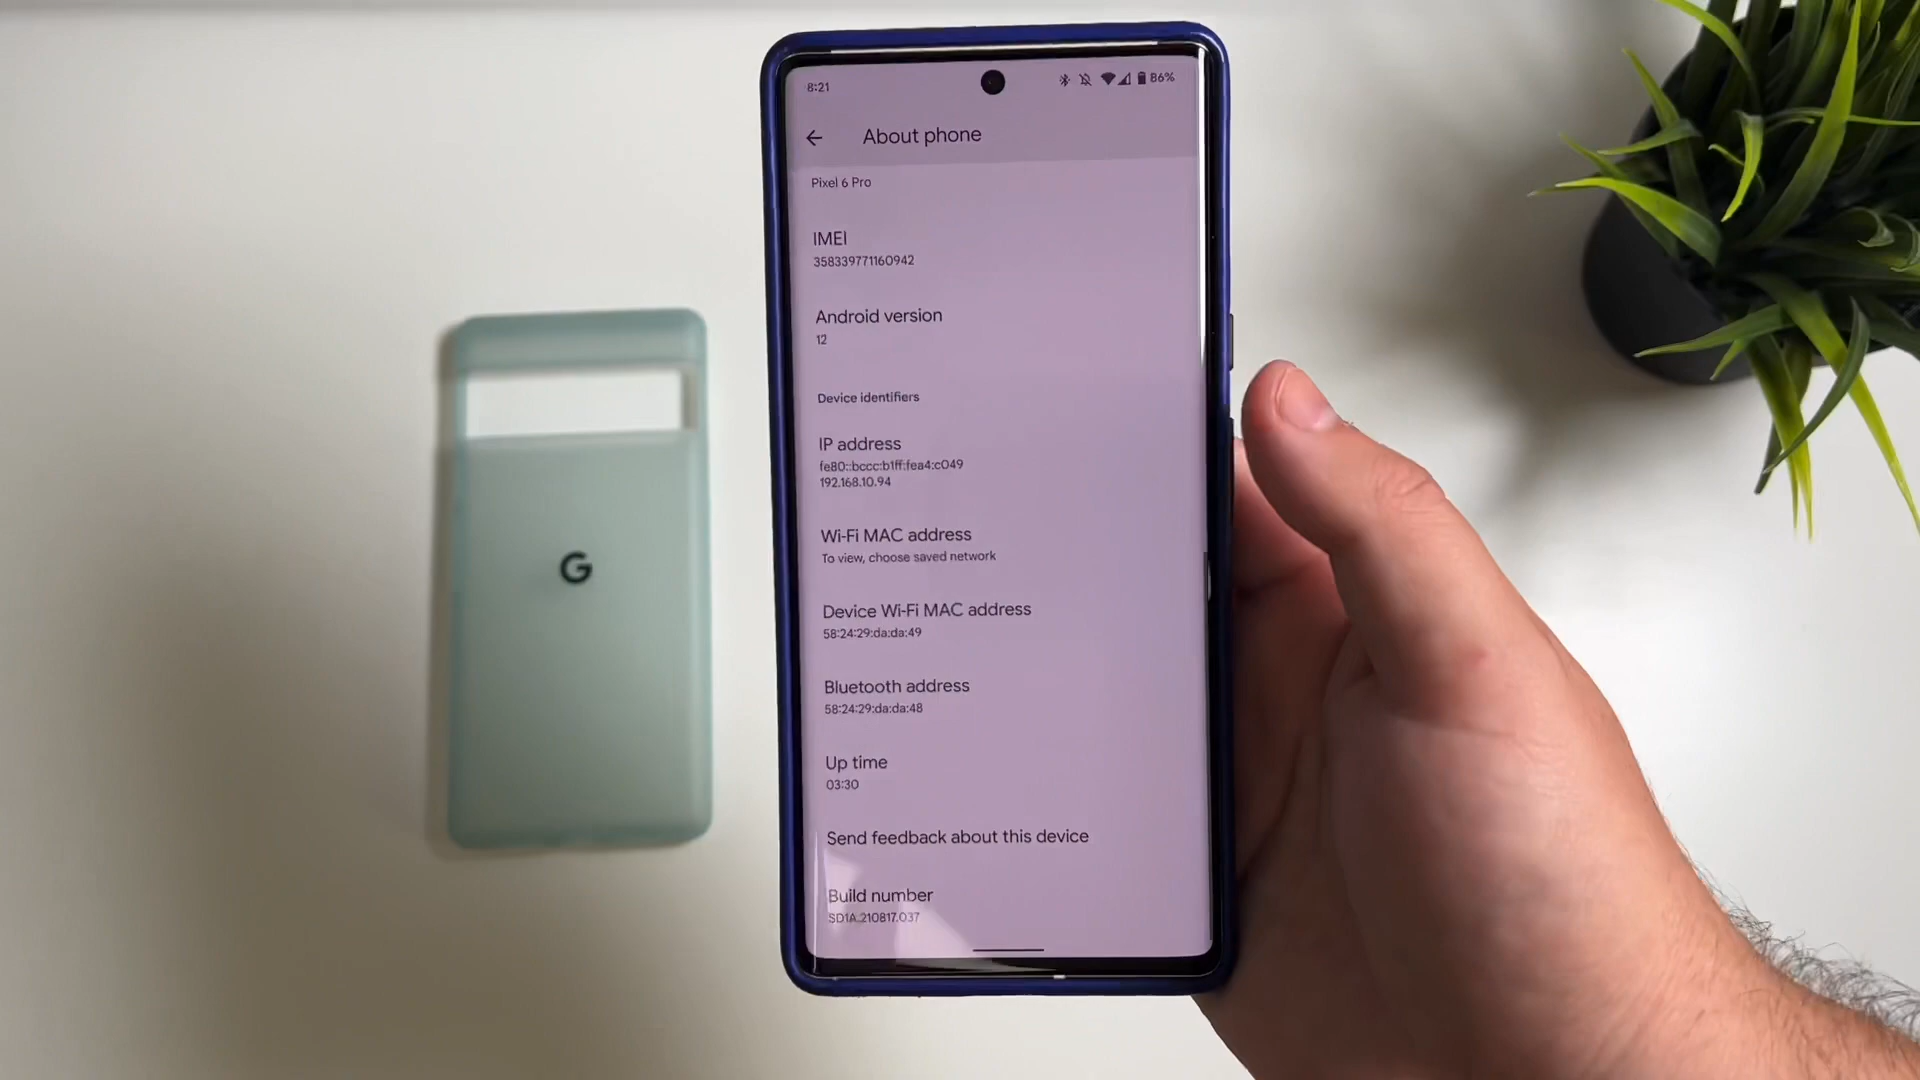 8:21
86%
About phone
Pixel 6 Pro
IMEI
358339771160942
Android version
12
Device identifiers
IP address
fe80::bccc:b1ff:fea4:c049
192.168.10.94
Wi-Fi MAC address
To view, choose saved network
Device Wi-Fi MAC address
58:24:29:da:da:49
Bluetooth address
58:24:29:da:da:48
Up time
03:30
Send feedback about this device
Build number
SD1A.210817.037
G